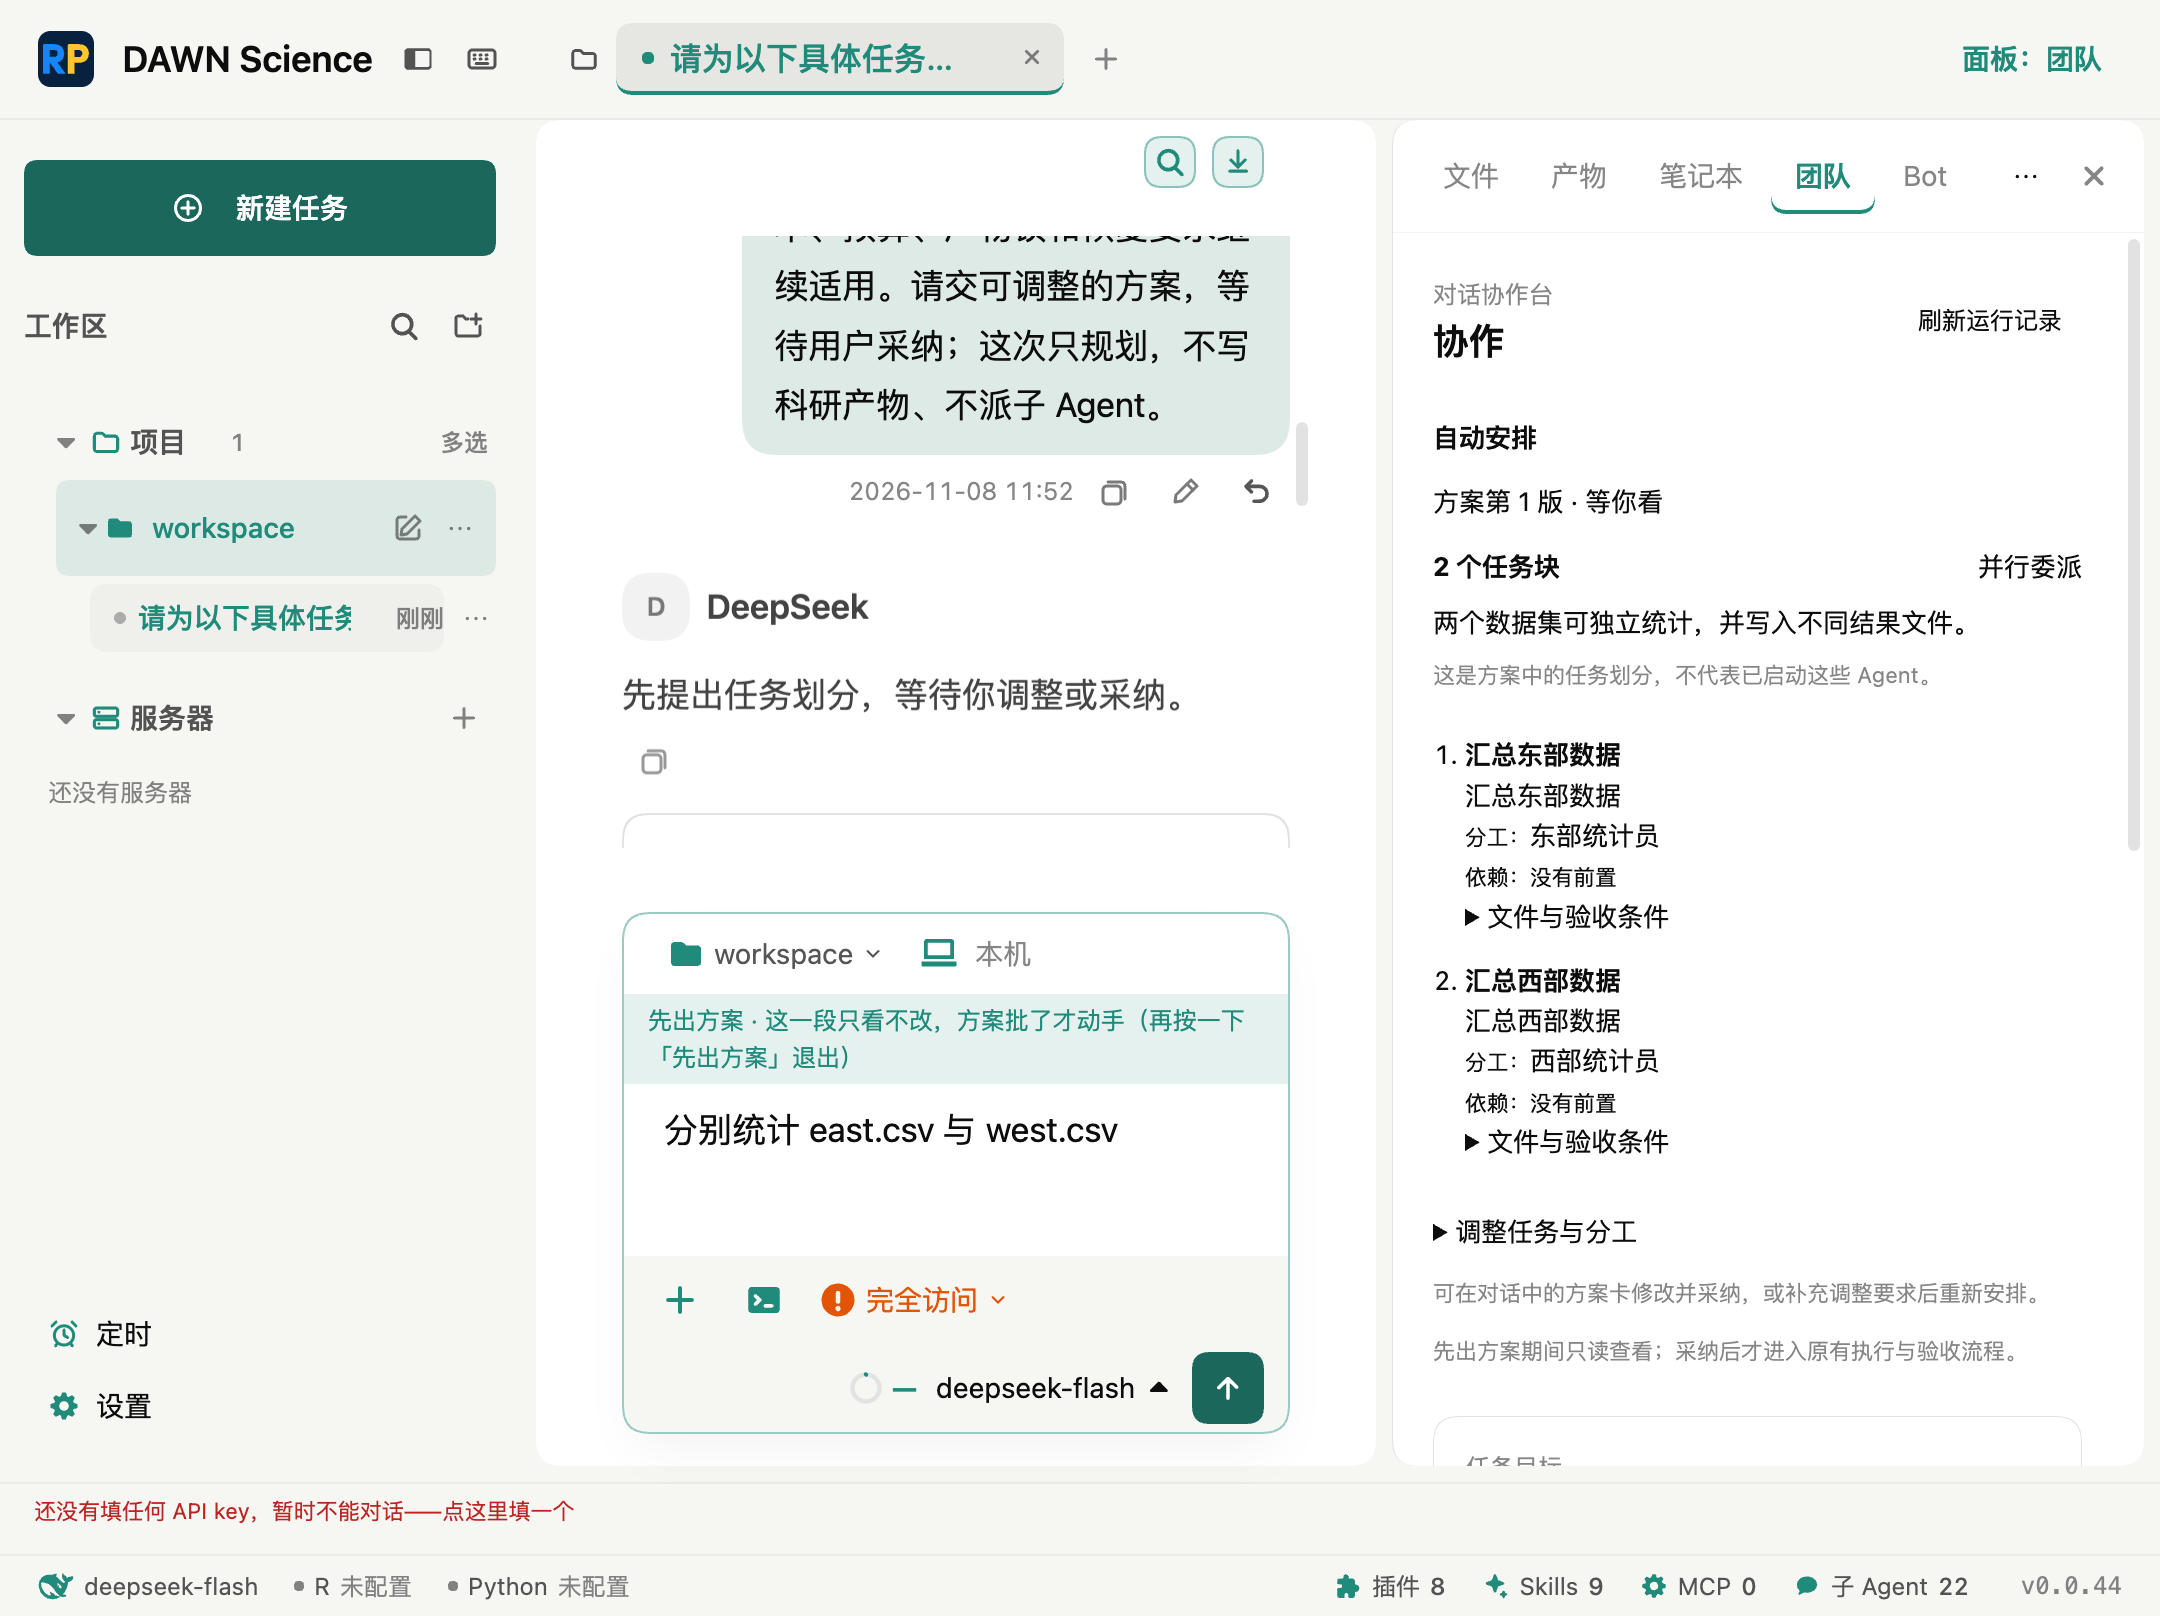 RP DAWN Science
请为以下具体任务...
面板：团队
新建任务
工作区
项目 1 多选
workspace
请为以下具体任务 刚刚
服务器
还没有服务器
定时
设置
续适用。请交可调整的方案，等
待用户采纳；这次只规划，不写
科研产物、不派子 Agent。
2026-11-08 11:52
D DeepSeek
先提出任务划分，等待你调整或采纳。
workspace 本机
先出方案 · 这一段只看不改，方案批了才动手（再按一下
「先出方案」退出）
分别统计 east.csv 与 west.csv
完全访问
deepseek-flash
文件 产物 笔记本 团队 Bot
对话协作台
协作
刷新运行记录
自动安排
方案第 1 版 · 等你看
2 个任务块 并行委派
两个数据集可独立统计，并写入不同结果文件。
这是方案中的任务划分，不代表已启动这些 Agent。
1. 汇总东部数据
汇总东部数据
分工：东部统计员
依赖：没有前置
文件与验收条件
2. 汇总西部数据
汇总西部数据
分工：西部统计员
依赖：没有前置
文件与验收条件
调整任务与分工
可在对话中的方案卡修改并采纳，或补充调整要求后重新安排。
先出方案期间只读查看；采纳后才进入原有执行与验收流程。
任务目标
还没有填任何 API key，暂时不能对话——点这里填一个
deepseek-flash R 未配置 Python 未配置
插件 8 Skills 9 MCP 0 子 Agent 22 v0.0.44